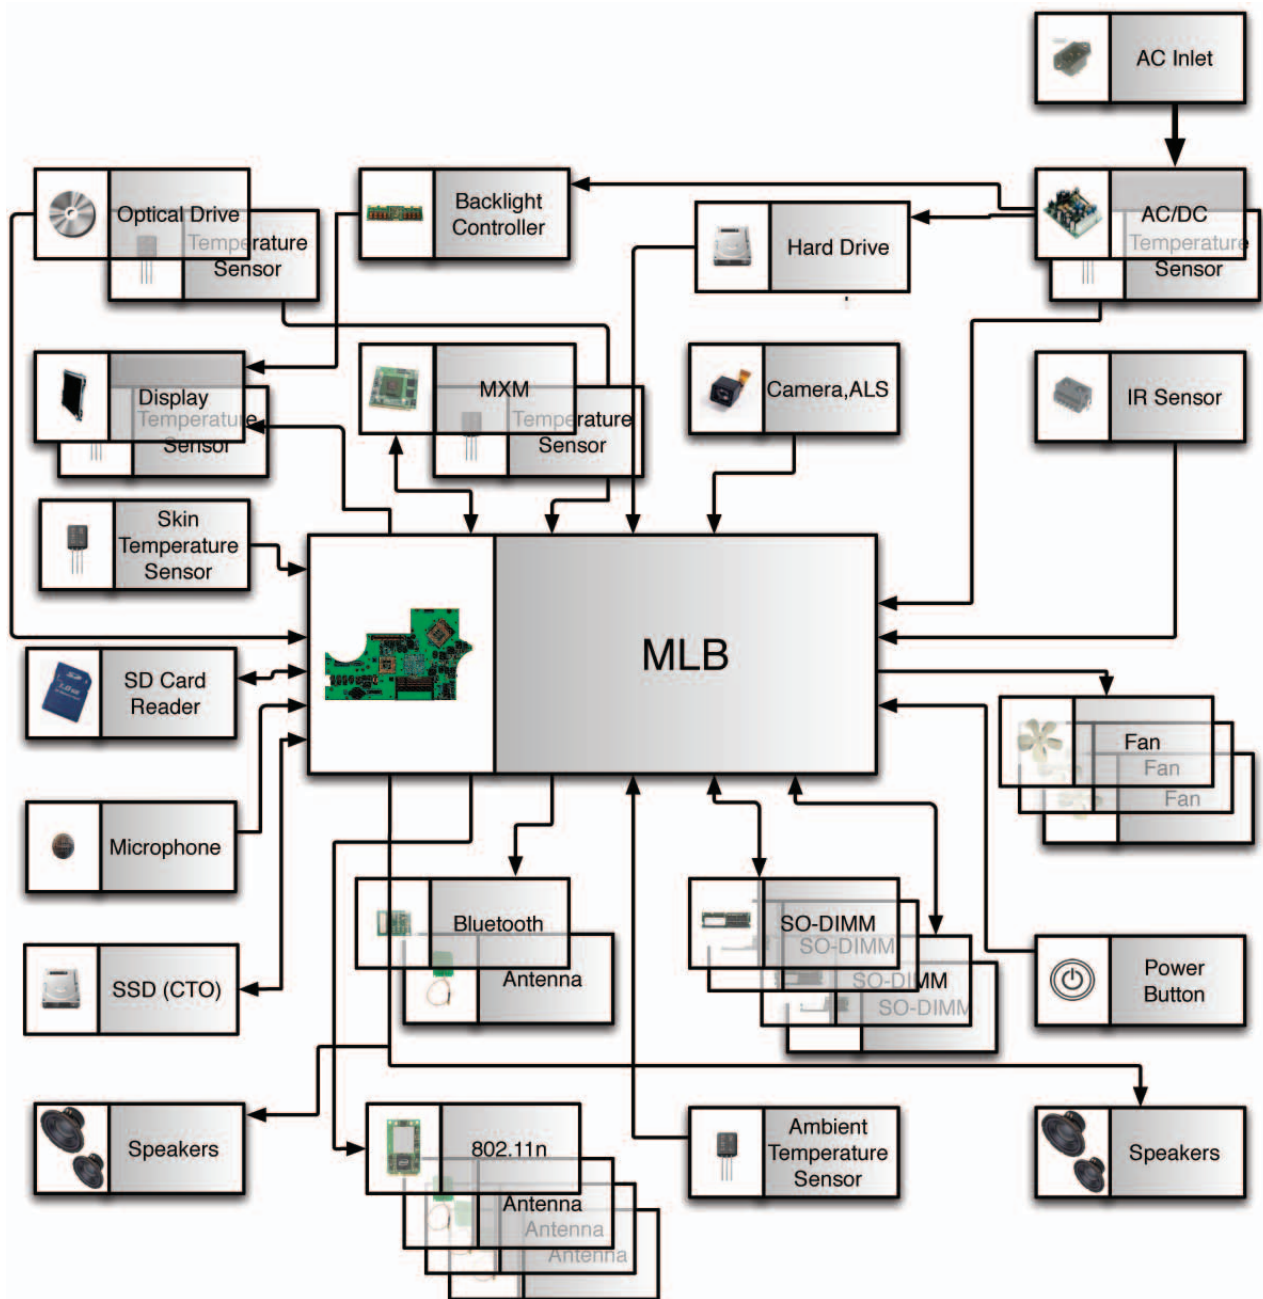 AC Inlet
Optical Drive
Temperature
Sensor
Backlight
Controller
Hard Drive
AC/DC
Temperature
Sensor
Display
Temperature
Sensor
MXM
Temperature
Sensor
Camera,ALS
IR Sensor
Skin
Temperature
Sensor
MLB
SD Card
Reader
Fan
Fan
Fan
Microphone
Bluetooth
Antenna
SO-DIMM
SO-DIMM
SO-DIMM
SO-DIMM
SSD (CTO)
Power
Button
Speakers
802.11n
Antenna
Antenna
Antenna
Ambient
Temperature
Sensor
Speakers